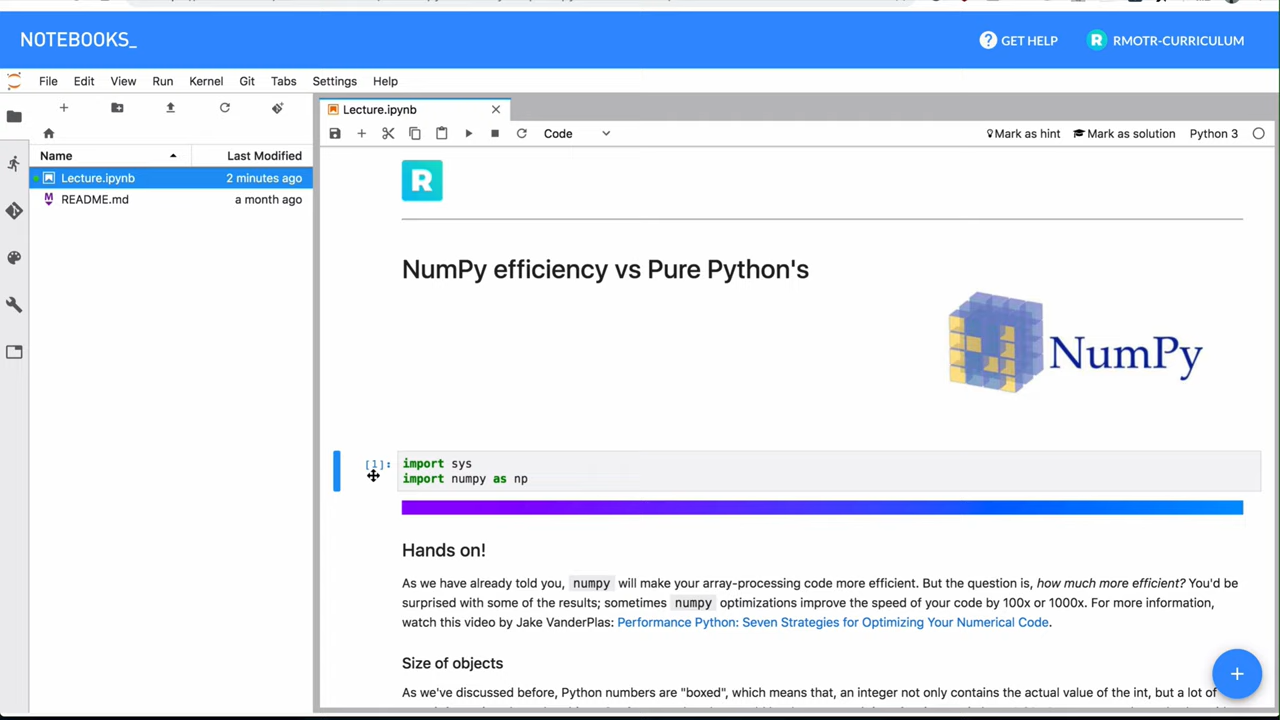 NOTEBOOKS_
GET HELP
R RMOTR-CURRICULUM
File Edit View Run Kernel Git Tabs Settings Help
Lecture.ipynb
Code
Mark as hint
Mark as solution
Python 3
Name
Last Modified
Lecture.ipynb 2 minutes ago
README.md a month ago
R
NumPy efficiency vs Pure Python's
NumPy
[1]: import sys
import numpy as np
Hands on!
As we have already told you, numpy will make your array-processing code more efficient. But the question is, how much more efficient? You'd be
surprised with some of the results; sometimes numpy optimizations improve the speed of your code by 100x or 1000x. For more information,
watch this video by Jake VanderPlas: Performance Python: Seven Strategies for Optimizing Your Numerical Code.
Size of objects
As we've discussed before, Python numbers are "boxed", which means that, an integer not only contains the actual value of the int, but a lot of